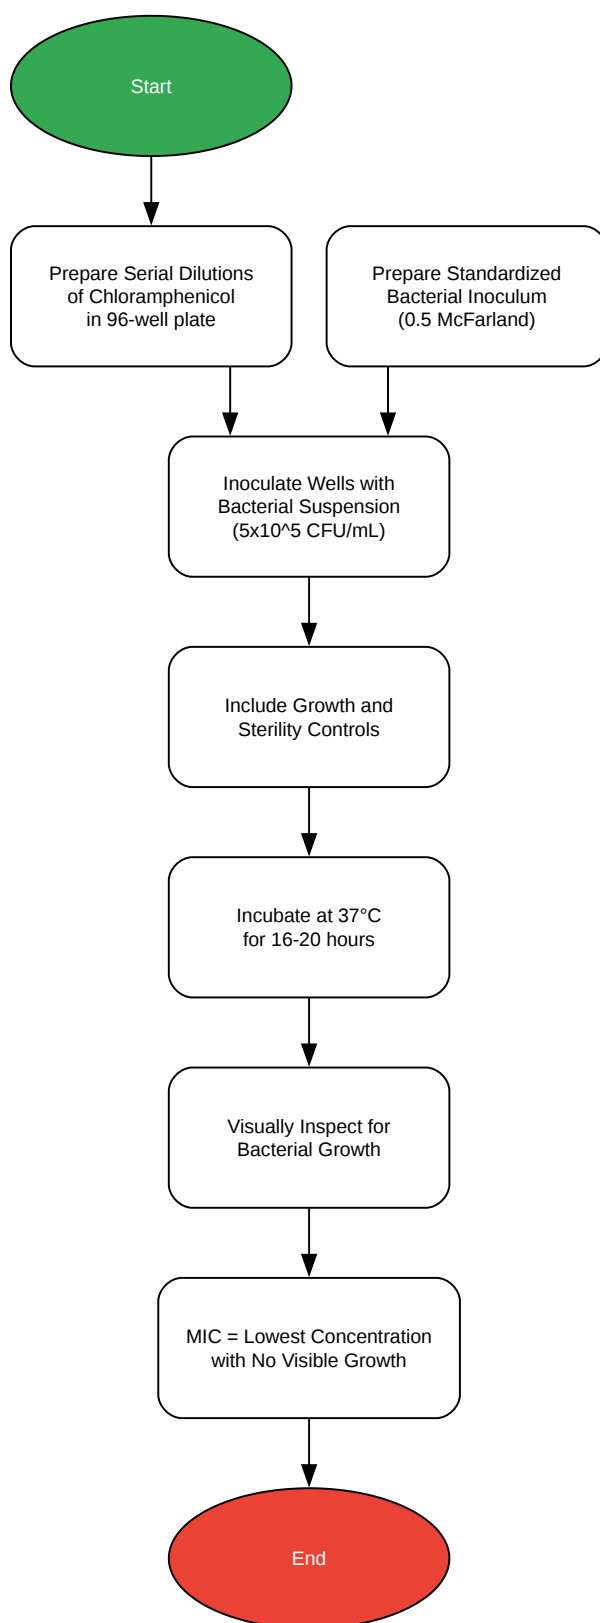 Start
Prepare Serial Dilutions
of Chloramphenicol
in 96-well plate
Prepare Standardized
Bacterial Inoculum
(0.5 McFarland)
Inoculate Wells with
Bacterial Suspension
(5x10^5 CFU/mL)
Include Growth and
Sterility Controls
Incubate at 37°C
for 16-20 hours
Visually Inspect for
Bacterial Growth
MIC = Lowest Concentration
with No Visible Growth
End